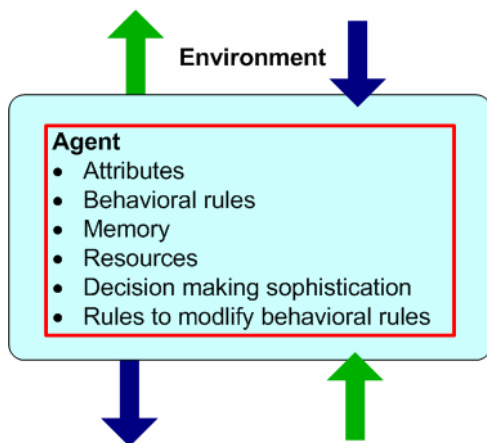 Environment
Agent
• Attributes
• Behavioral rules
• Memory
• Resources
• Decision making sophistication
• Rules to modlify behavioral rules